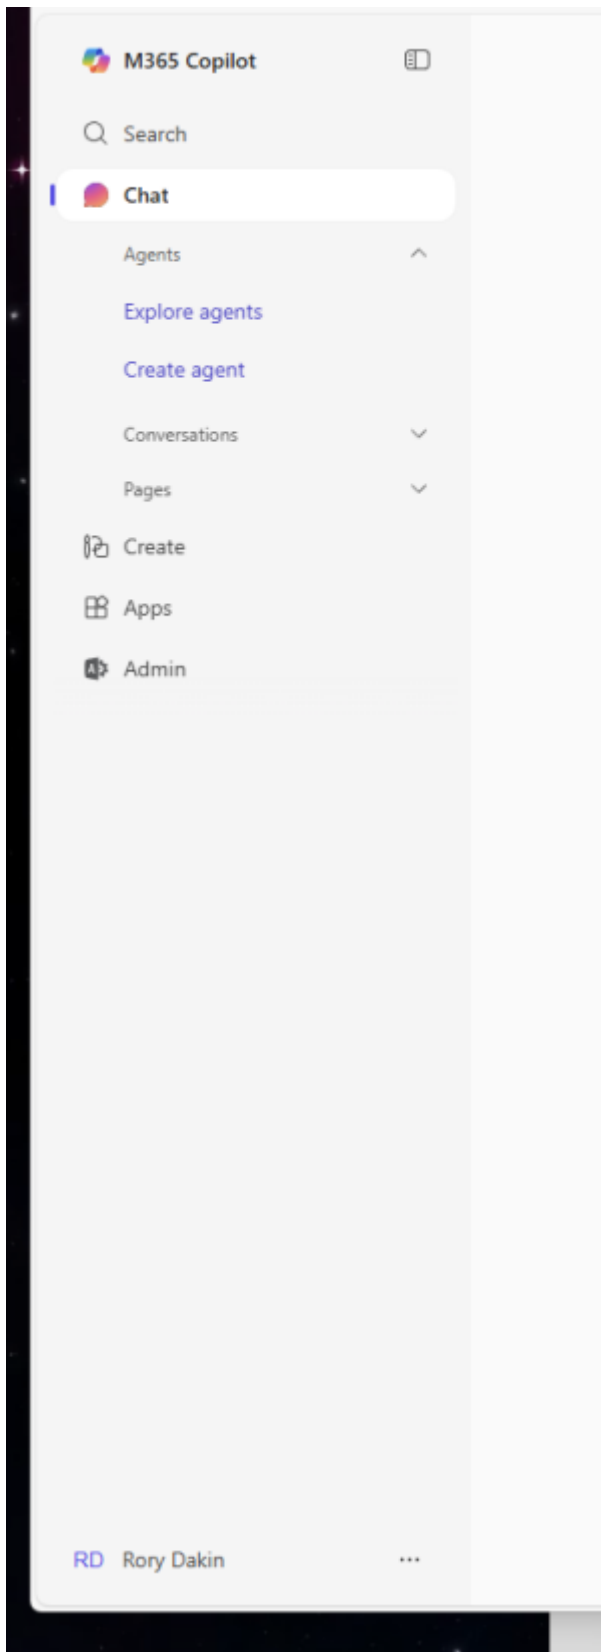 M365 Copilot
Search
Chat
Agents
Explore agents
Create agent
Conversations
Pages
Create
Apps
Admin
RD Rory Dakin